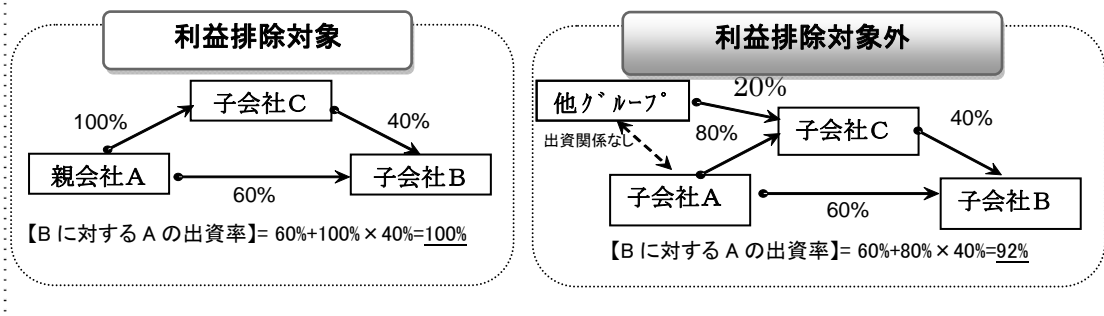 利益排除対象
子会社C
100%
40%
親会社A
子会社B
60%
【B に対する A の出資率】= 60%+100%×40%=100%
利益排除対象外
他ｸﾞﾙｰﾌﾟ
20%
出資関係なし
80%
子会社C
40%
子会社A
子会社B
60%
【B に対する A の出資率】= 60%+80%×40%=92%